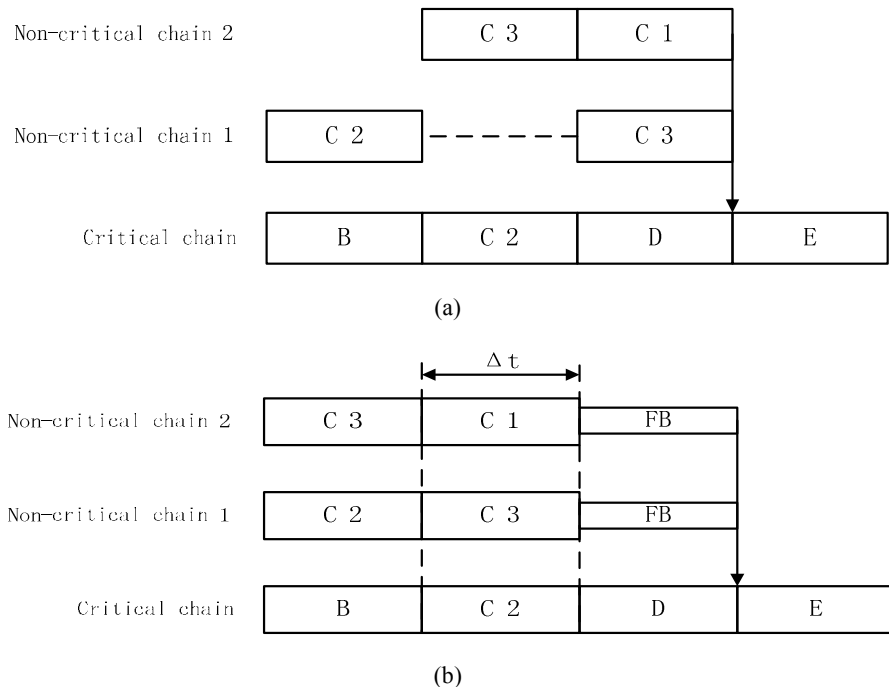 Non-critical chain 2 C 3 C 1
Non-critical chain 1 C 2 C 3
Critical chain B C 2 D E
(a)
Δt
Non-critical chain 2 C 3 C 1 FB
Non-critical chain 1 C 2 C 3 FB
Critical chain B C 2 D E
(b)